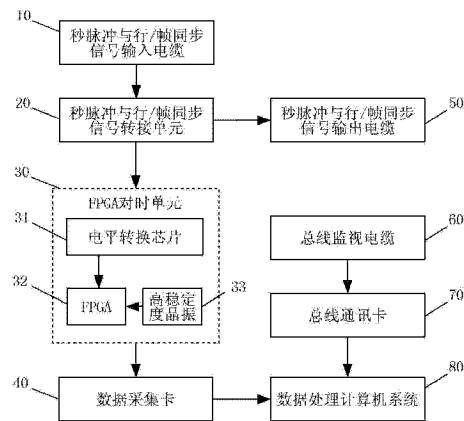 10
秒脉冲与行/帧同步
信号输入电缆
20
秒脉冲与行/帧同步
信号转接单元
50
秒脉冲与行/帧同步
信号输出电缆
30
FPGA对时单元
31
电平转换芯片
32
FPGA
高稳定
度晶振
33
60
总线监视电缆
70
总线通讯卡
40
数据采集卡
80
数据处理计算机系统